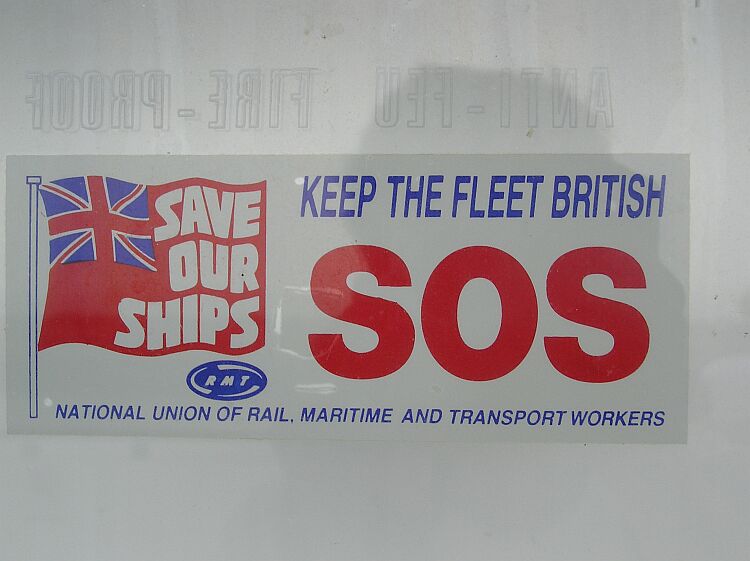 ANTI-FEU FIRE-PROOF
SAVE
OUR
SHIPS
KEEP THE FLEET BRITISH
SOS
RMT
NATIONAL UNION OF RAIL, MARITIME AND TRANSPORT WORKERS